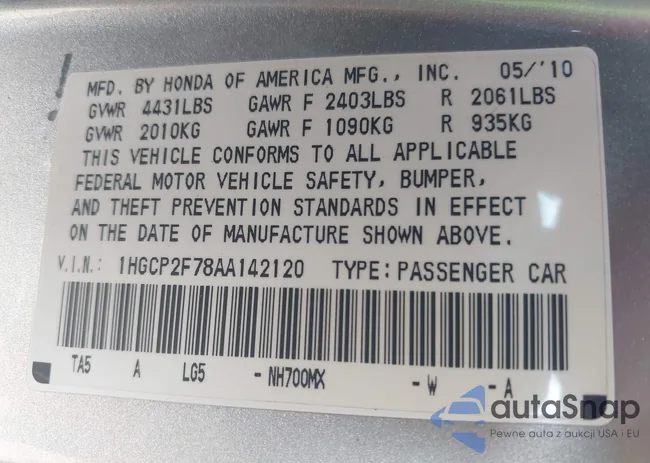 MFD. BY HONDA OF AMERICA MFG., INC. 05/'10
GVWR 4431LBS GAWR F 2403LBS R 2061LBS
GVWR 2010KG GAWR F 1090KG R 935KG
THIS VEHICLE CONFORMS TO ALL APPLICABLE
FEDERAL MOTOR VEHICLE SAFETY, BUMPER,
AND THEFT PREVENTION STANDARDS IN EFFECT
ON THE DATE OF MANUFACTURE SHOWN ABOVE.
V.I.N.: 1HGCP2F78AA142120 TYPE: PASSENGER CAR
TA5 A LG5 - NH700MX - W - A
autaSnap
Pewne auta z aukcji USA i EU